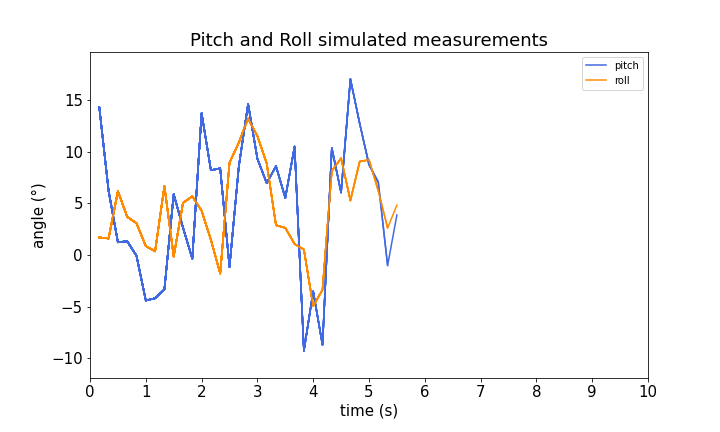 Pitch and Roll simulated measurements
pitch
roll
angle (°)
15
10
5
0
−5
−10
0 1 2 3 4 5 6 7 8 9 10
time (s)